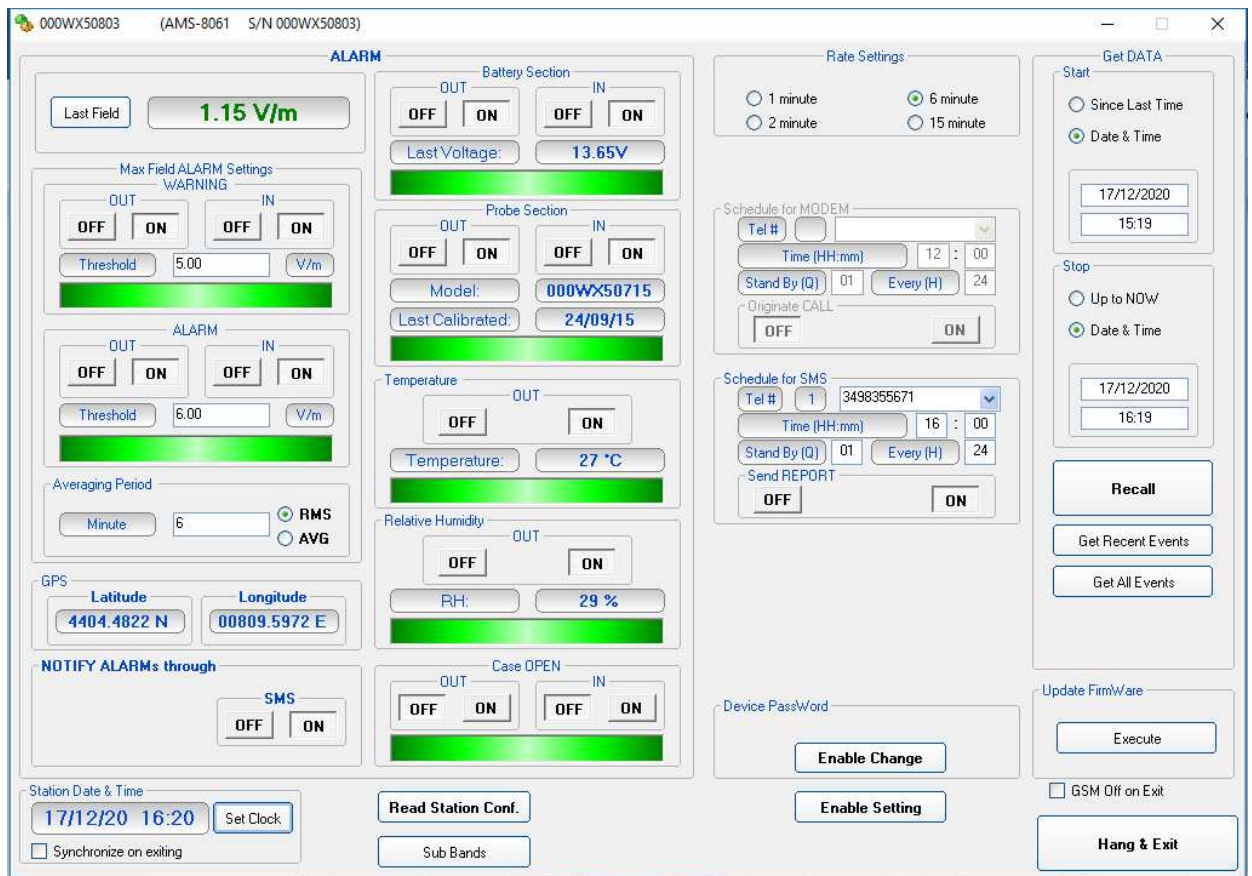 000WX50803 (AMS-8061 S/N 000WX50803)
ALARM
Last Field 1.15 V/m
Max Field ALARM Settings
WARNING
OUT IN
OFF ON OFF ON
Threshold 5.00 V/m
ALARM
OUT IN
OFF ON OFF ON
Threshold 6.00 V/m
Averaging Period
Minute 6 RMS
AVG
GPS
Latitude Longitude
4404.4822 N 00809.5972 E
NOTIFY ALARMs through
SMS
OFF ON
Station Date & Time
17/12/20 16:20 Set Clock
Synchronize on exiting
Battery Section
OUT IN
OFF ON OFF ON
Last Voltage: 13.65V
Probe Section
OUT IN
OFF ON OFF ON
Model: 000WX50715
Last Calibrated: 24/09/15
Temperature
OUT
OFF ON
Temperature: 27 °C
Relative Humidity
OUT
OFF ON
RH: 29 %
Case OPEN
OUT IN
OFF ON OFF ON
Read Station Conf.
Sub Bands
Rate Settings
1 minute 6 minute
2 minute 15 minute
Schedule for MODEM
Tel #
Time (HH:mm) 12 : 00
Stand By (Q) 01 Every (H) 24
Originate CALL
OFF ON
Schedule for SMS
Tel # 1 3498355671
Time (HH:mm) 16 : 00
Stand By (Q) 01 Every (H) 24
Send REPORT
OFF ON
Device PassWord
Enable Change
Enable Setting
Get DATA
Start
Since Last Time
Date & Time
17/12/2020
15:19
Stop
Up to NOW
Date & Time
17/12/2020
16:19
Recall
Get Recent Events
Get All Events
Update FirmWare
Execute
GSM Off on Exit
Hang & Exit